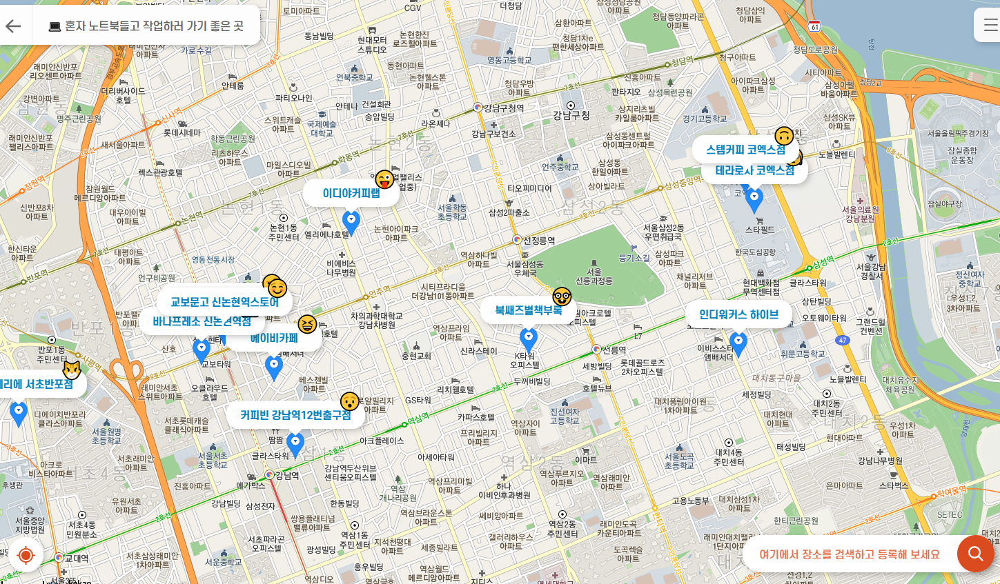 혼자 노트북들고 작업하러 가기 좋은 곳
토미아파트
CGV
더청담
청담동양파라곤
아파트
청담삼익
아파트
61
동남빌딩
현대모터
스튜디오
논현한진
로즈힐아파트
삼환아파트
청담1차e
편한세상아파트
가로수길
영동고등학교
청담도로공원
탄천
청구아파트
래미안신반포
리오센트아파트
안테룸
언북중학교
동현아파트
논현웰스톤
아파트
청담우방
아파트
7호선
청담역
진흥아파트
시티아파트
더리버사이드
호텔
강변아파트
파티오나인
안테나
건설회관
송암빌딩
강남구청역
강남구청
판타지오
삼성목련공원
아이파크삼성
아파트
삼성아펠
바움아파트
청담2교
명주근린공원
신사역
롯데시네마
스위트캐슬
아파트
국제예술
대학교
라온제나
강남구보건소
상지리츠빌
카일룸아파트
경기고등학교
삼성SK뷰
아파트
서울올림픽주경기장
래미안신반포
팰리스아파트
새서울아파트
학동근린공원
리츠하우스
아파트
논현2동
삼성동센트럴
아이파크아파트
스템커피 코엑스점
테라로사 코엑스점
노블발렌티
잠실종합
운동장
9호선
3호선
잠원역
렉스관광호텔
학동역
마일스디오빌
아파트
언주중학교
삼성동
한일아파트
이디야커피랩
티오피미디어
상아빌라트
삼성중앙역
잠원월드
메르디앙아파트
신반포8차
아파트
대우아이빌
아파트
논현동
논현역
논현1동
주민센터
엘리에나호텔
서울학동
초등학교
논현아이파크
아파트
삼성2파출소
삼성2동
서울삼성2동
우편취급국
스타필드
서울의료원
강남분원
잠실야구장
한신타운
아파트
7호선
태평아파트
영동전통시장
비에비스
나무병원
역삼하나빌
아파트
선정릉역
서울삼성동
우체국
서울
선릉과정릉
등기소길
삼성파크
아파트
한국도심공항
삼성역
2호선
반포역
언구비공원
언주역
9호선
시티프라디움
더강남101동아파트
채널리저브
아파트
현대백화점
무역센터점
글라스타워
서울강남
경찰서
정신여자
중학교
교보문고 신논현역스토어
바나프레소 신논현역점
에이비카페
차의과학대학교
강남차병원
북쌔즈별책부록
인디워커스 하이브
삼탄빌딩
오토웨이타워
그랜드힐
컨벤션
우성1,2,
3차아파트
반포1동
주민센터
사평역
산호
교보타워
역삼프라임
아파트
충현교회
신라스테이
K타워
오피스텔
L7
선릉역
세방빌딩
롯데골드로즈
2차오피스텔
휘문고등학교
47
래미안서초
스위트아파트
오클라우드
호텔
베스젠빌
아파트
두꺼비빌딩
리치웰호텔
호텔뉴브
대치동구마을
노블발렌티
대치유수지
체육공원
세정빌딩
커피빈 강남역12번출구점
GS타워
역삼역
카파스호텔
진선여자
고등학교
대치풍림아이원
1차아파트
대치2동
주민센터
대치현대
아파트
대치2동
우성1차
아파트
양재천
디에이치반포라
클라스아파트
서울원명
초등학교
서초롯데캐슬
클래식아파트
서울서초
초등학교
땀땀
글라스타워
아크플레이스
프리빌리지
아파트
역삼자이
아파트
아세아타워
역삼2동
이마트
서울도곡
초등학교
대치4동
주민센터
현대아파트
태성빌딩
강남나무병원
아크로
비스타아파트
서초4동
서초래미안
아파트
강남역
메가박스
강남역두산위브
센티움오피스텔
역삼
개나리공원
역삼프리마빌
아파트
하나
이비인후과병원
역삼푸르지오
아파트
역삼래미안
아파트
은마아파트
스타벅스
학여울역
유원서초
아파트
진흥아파트
강남빌딩
삼성전자
한동빌딩
고용노동부
대치삼성1차
아파트
SETEC
서울중앙
지방법원
서초4동
민원분소
쌍용플래티넘
밸류아파트
역삼1동
주민센터
역삼브라운스톤
아파트
쎄비앙아파트
역삼2동
주민센터
래미안도곡
카운티아파트
한티역
한티근린공원
3호선
교대역
2호선
서초삼성래미안
1차아파트
서초파라곤
오피스텔
서운중학교
광성빌딩
지석전평대
아파트
세종빌라트
갤러리하우스
아파트
도곡렉슬
아파트
여기에서 장소를 검색하고 등록해 보세요
홍우빌딩
역삼월드
메르디앙아파트
역삼디오
kakao